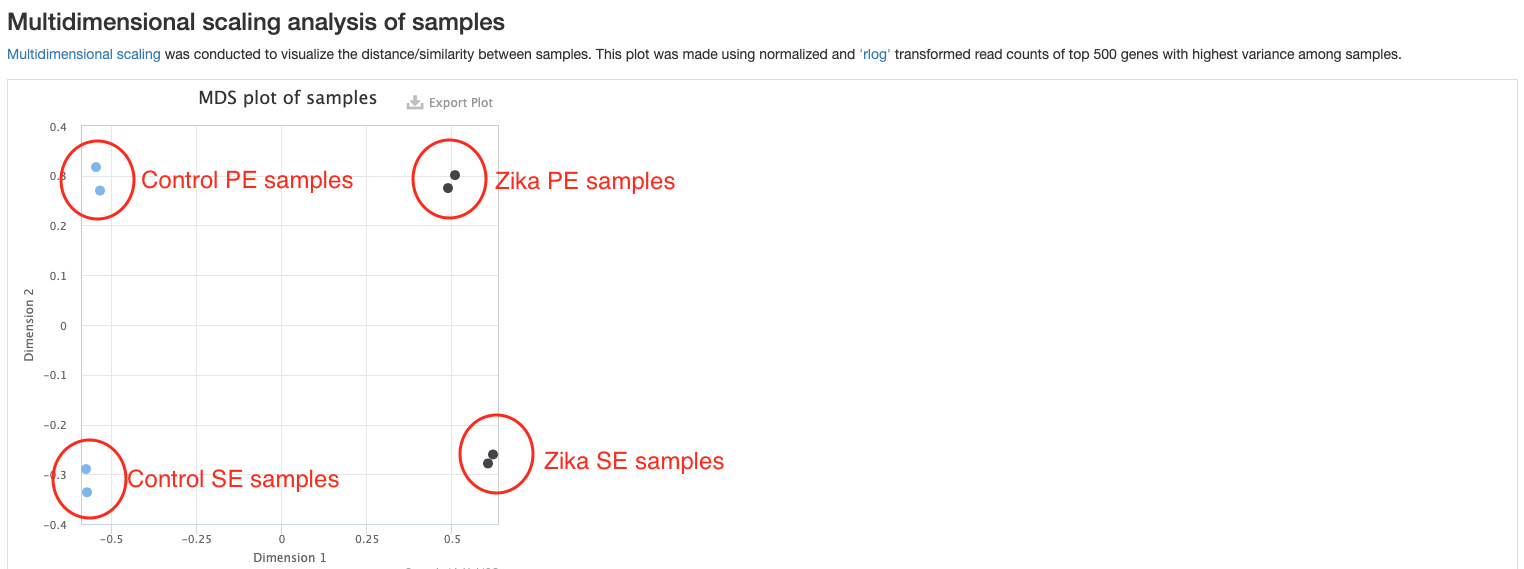 Multidimensional scaling analysis of samples
Multidimensional scaling was conducted to visualize the distance/similarity between samples. This plot was made using normalized and 'rlog' transformed read counts of top 500 genes with highest variance among samples.
MDS plot of samples
Export Plot
0.4
0.3
Control PE samples
Zika PE samples
0.2
0.1
Dimension 2
0
−0.1
−0.2
Zika SE samples
−0.3
Control SE samples
−0.4
−0.5
−0.25
0
0.25
0.5
Dimension 1